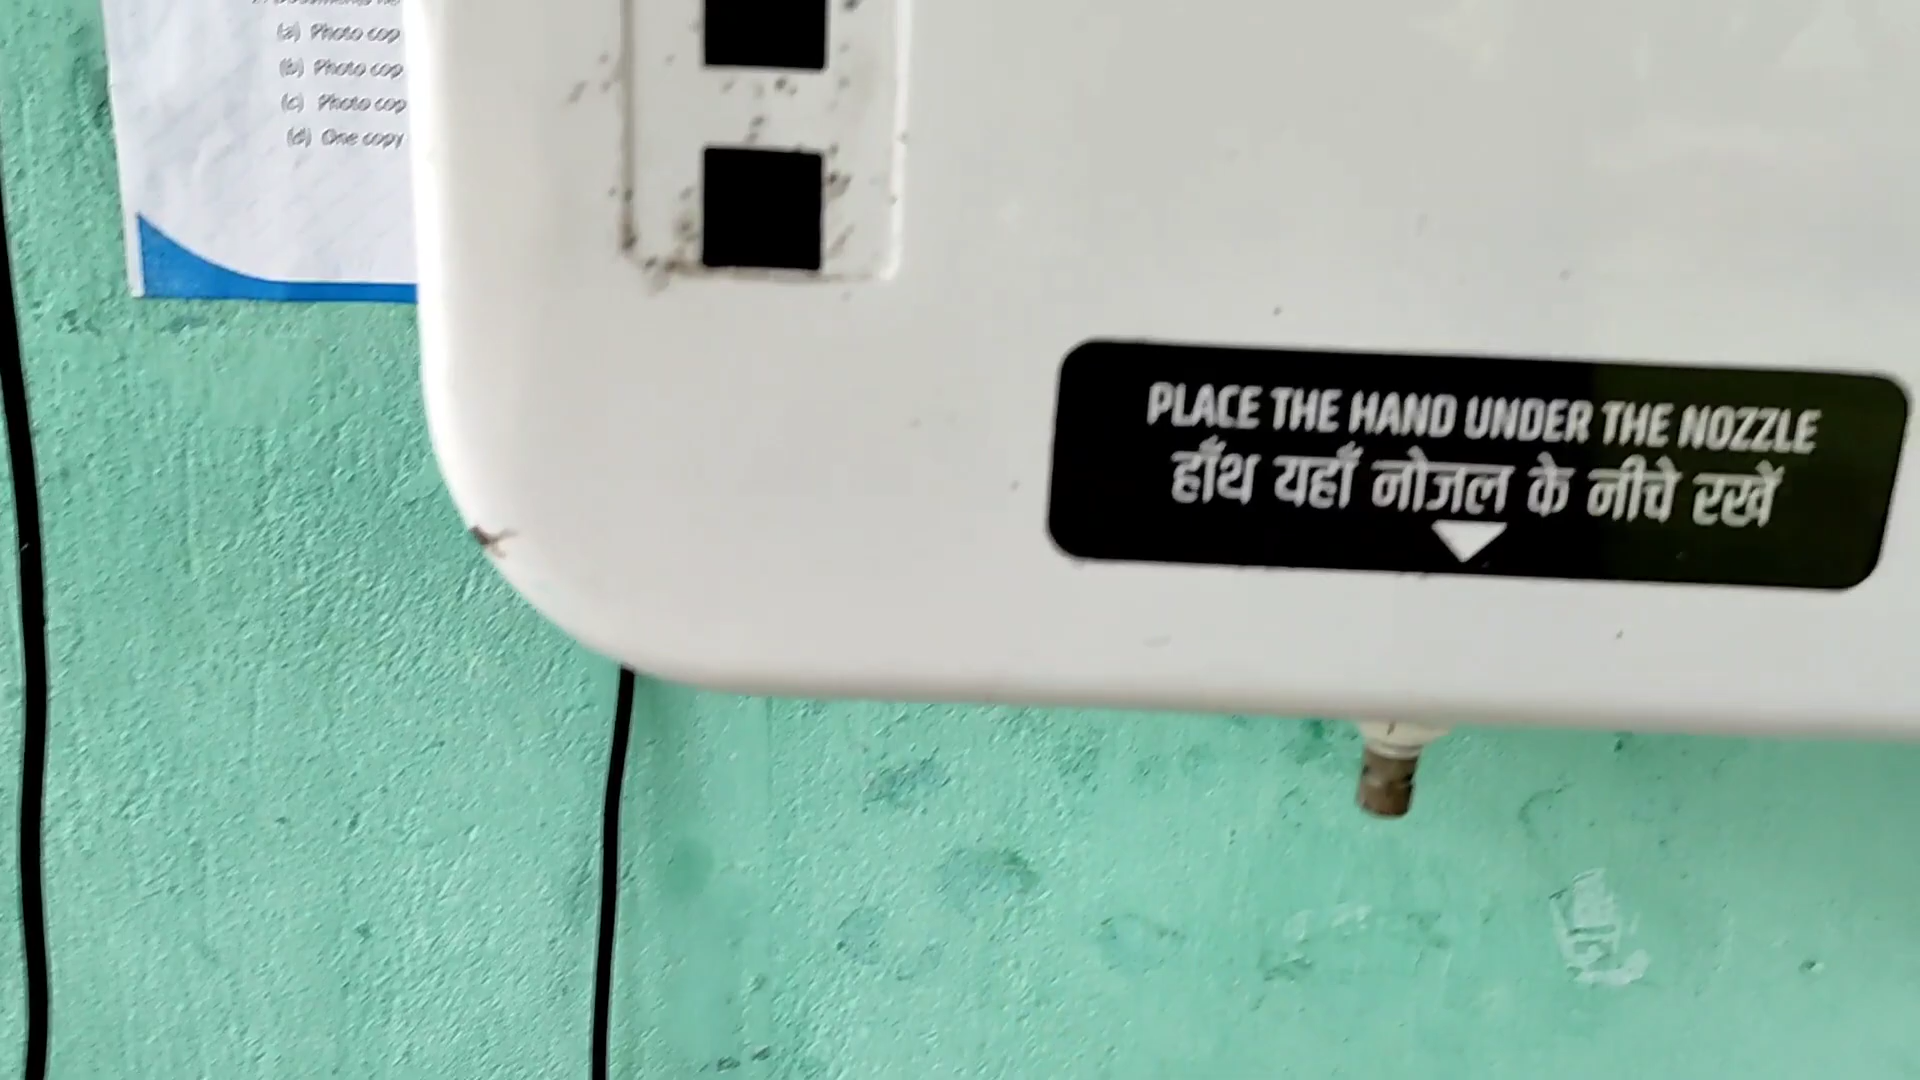 (a) Photo cop
(b) Photo cop
(c) Photo cop
(d) One copy
PLACE THE HAND UNDER THE NOZZLE
हाँथ यहाँ नोजल के नीचे रखें